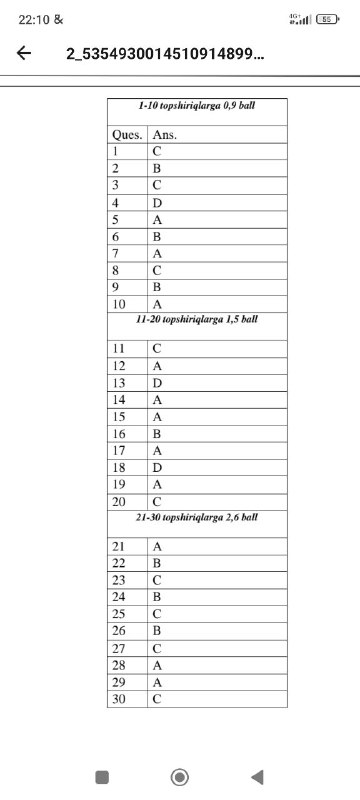 22:10 &
4G+
55
2_5354930014510914899...
1-10 topshiriqlarga 0,9 ball
Ques. Ans.
1 C
2 B
3 C
4 D
5 A
6 B
7 A
8 C
9 B
10 A
11-20 topshiriqlarga 1,5 ball
11 C
12 A
13 D
14 A
15 A
16 B
17 A
18 D
19 A
20 C
21-30 topshiriqlarga 2,6 ball
21 A
22 B
23 C
24 B
25 C
26 B
27 C
28 A
29 A
30 C